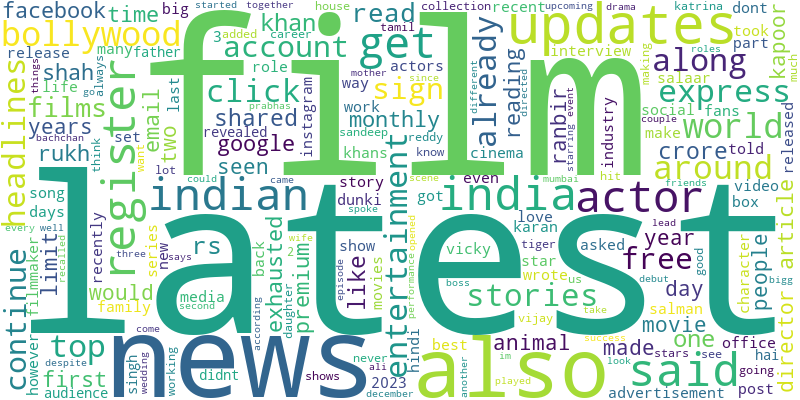 facebook
time
big
house
started
together
collection
recent
upcoming
drama
katrina
dont
bollywood
many
father
3
added
career
khan
read
tamil
took
part
roles
much
updates
get
film
release
shah
account
role
actors
mother
since
interview
making
along
kapoor
headlines
films
life
things
go
always
click
sign
way
already
reading
different
directed
ranbir
starring
event
industry
salaar
express
register
email
two
last
shared
revealed
instagram
work
prabhas
monthly
sandeep
reddy
social
fans
make
couple
world
released
years
bachchan
set
google
rukh
think
want
lot
seen
khans
know
cinema
hit
crore
told
around
song
days
could
came
story
even
indian
dunki
spoke
got
scene
india
mumbai
actor
friends
video
box
every
well
recently
series
new
rs
back
wife
2
show
like
entertainment
love
karan
year
free
lead
character
people
director
article
continue
limit
filmmaker
recalled
three
says
exhausted
premium
episode
movies
performance
opened
vicky
tiger
star
asked
wrote
us
good
day
latest
would
media
daughter
boss
stories
salman
debut
bigg
family
second
according
hindi
vijay
take
movie
top
come
news
never
best
animal
made
one
office
however
despite
first
singh
wedding
working
didnt
ali
2023
also
im
success
look
stars
see
hai
going
said
audience
shows
december
another
played
advertisement
post